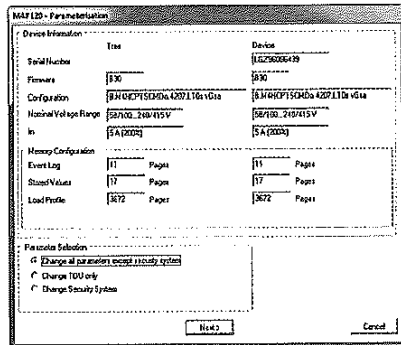 MAP120 - Parameterisation
Device Information
Tree Device
Serial Number LGZ96096499
Firmware B30 B30
Configuration
Nominal Voltage Range 58/100...240/415 V 58/100...240/415 V
In 5 A (200%) 5 A (200%)
Memory Configuration
Event Log 11 Pages 11 Pages
Stored Values 17 Pages 17 Pages
Load Profile 3672 Pages 3672 Pages
Parameter Selection
Change all parameters except security system
Change TOU only
Change Security System
Next > Cancel